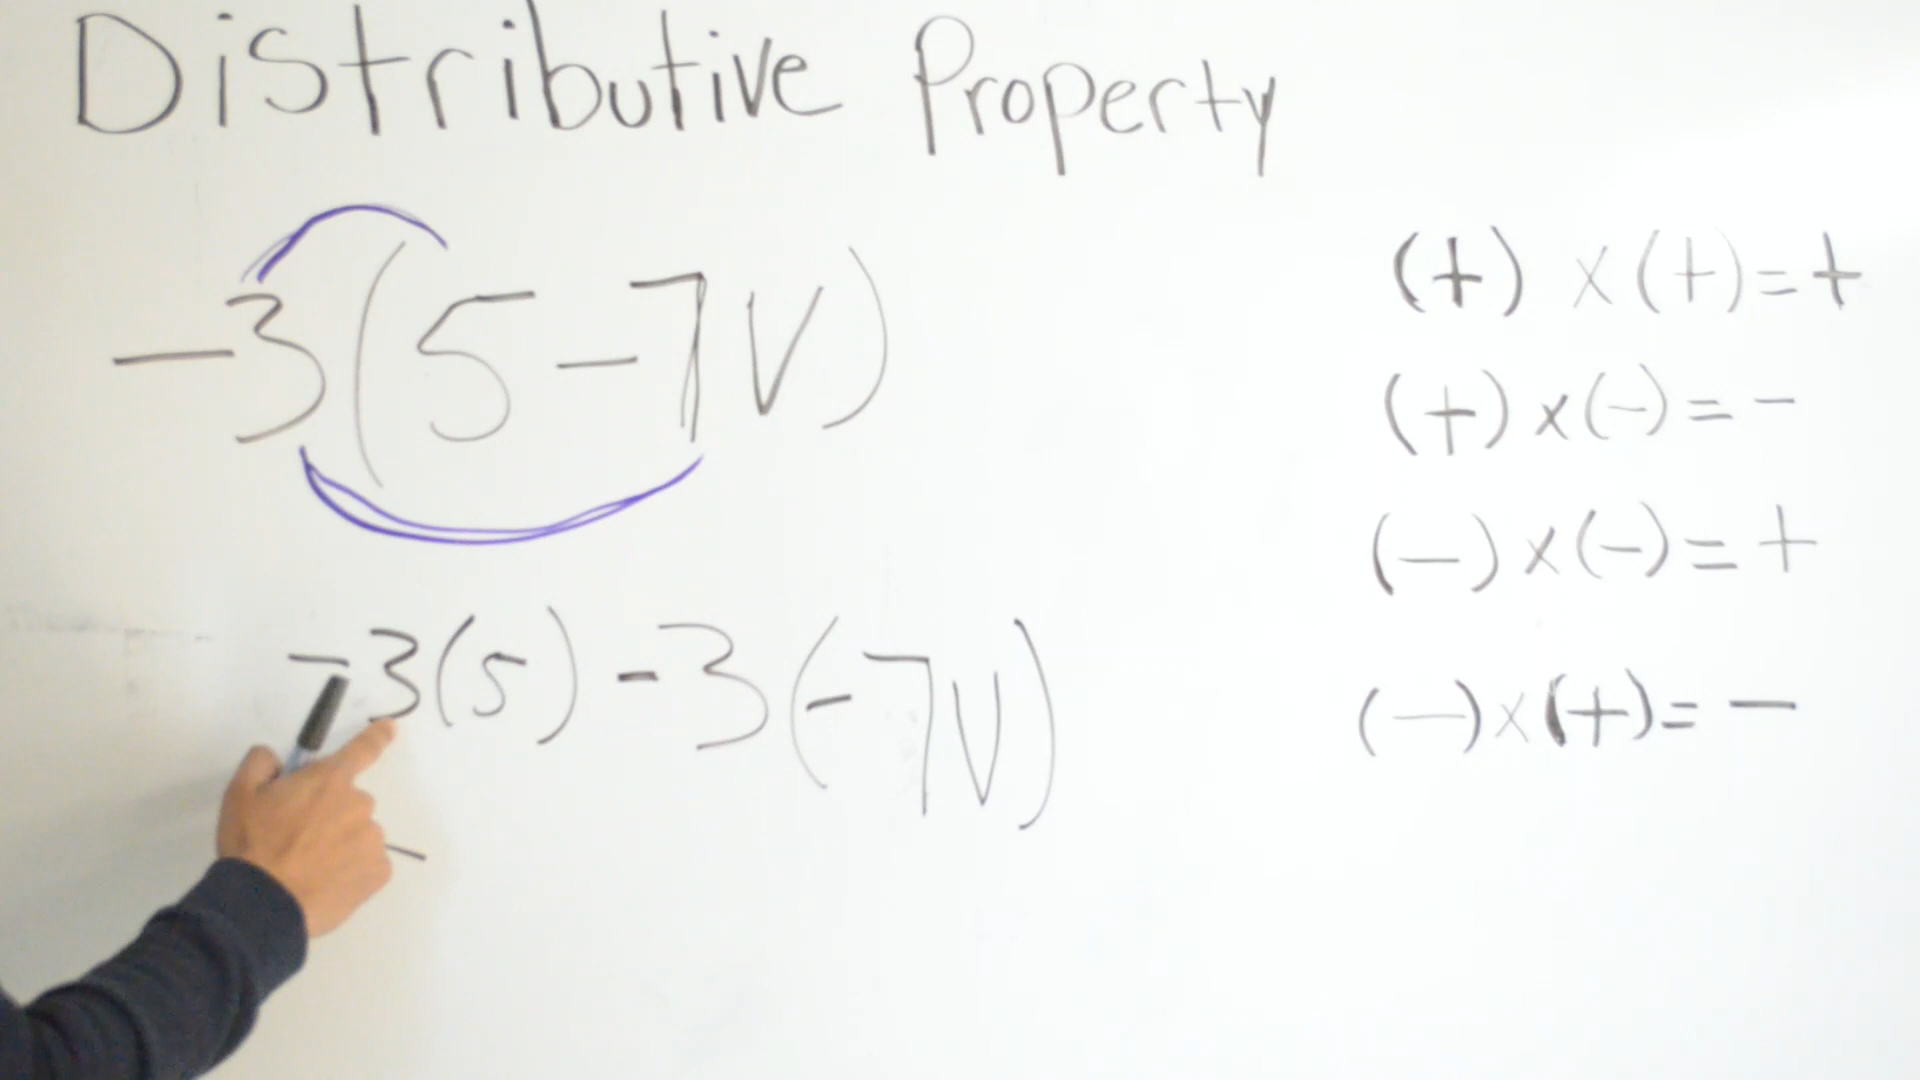 Distributive Property
-3(5-7V)
(+) x (+) = +
(+) x (-) = -
(-) x (-) = +
(-) x (+) = -
-3(5) -3(-7V)
-